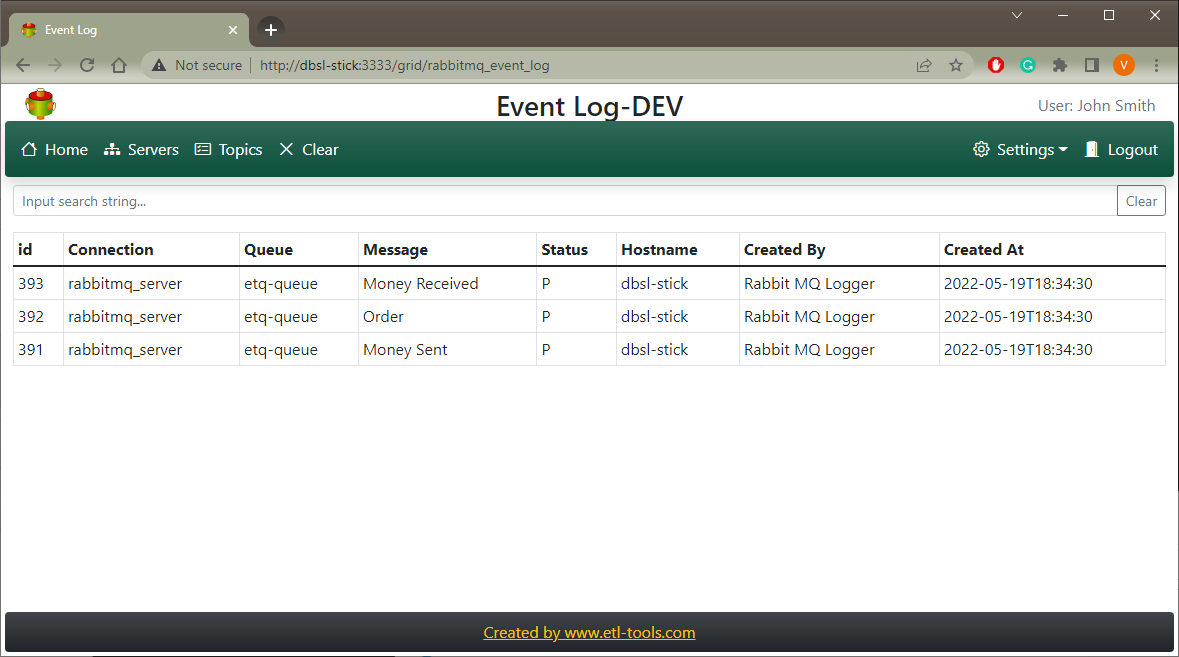 Event Log
Not secure http://dbsl-stick:3333/grid/rabbitmq_event_log
G V
Event Log-DEV User: John Smith
Home Servers Topics Clear Settings Logout
Input search string... Clear
id Connection Queue Message Status Hostname Created By Created At
393 rabbitmq_server etq-queue Money Received P dbsl-stick Rabbit MQ Logger 2022-05-19T18:34:30
392 rabbitmq_server etq-queue Order P dbsl-stick Rabbit MQ Logger 2022-05-19T18:34:30
391 rabbitmq_server etq-queue Money Sent P dbsl-stick Rabbit MQ Logger 2022-05-19T18:34:30
Created by www.etl-tools.com